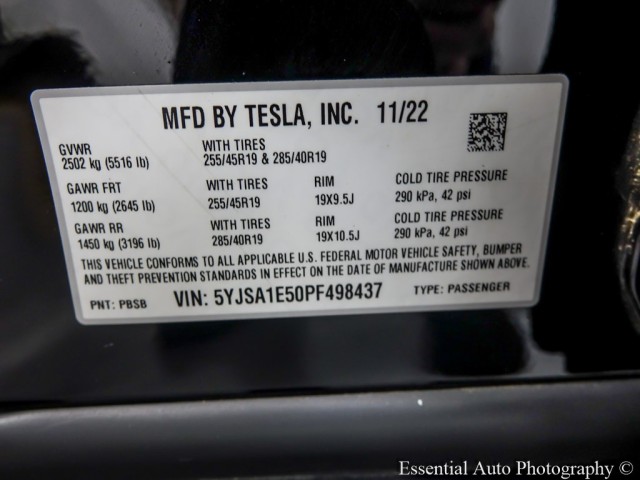 MFD BY TESLA, INC. 11/22
GVWR
2502 kg (5516 lb)
WITH TIRES
255/45R19 & 285/40R19
GAWR FRT
1200 kg (2645 lb)
WITH TIRES
255/45R19
RIM
19X9.5J
COLD TIRE PRESSURE
290 kPa, 42 psi
GAWR RR
1450 kg (3196 lb)
WITH TIRES
285/40R19
RIM
19X10.5J
COLD TIRE PRESSURE
290 kPa, 42 psi
THIS VEHICLE CONFORMS TO ALL APPLICABLE U.S. FEDERAL MOTOR VEHICLE SAFETY, BUMPER
AND THEFT PREVENTION STANDARDS IN EFFECT ON THE DATE OF MANUFACTURE SHOWN ABOVE.
PNT: PBSB VIN: 5YJSA1E50PF498437 TYPE: PASSENGER
Essential Auto Photography (C)